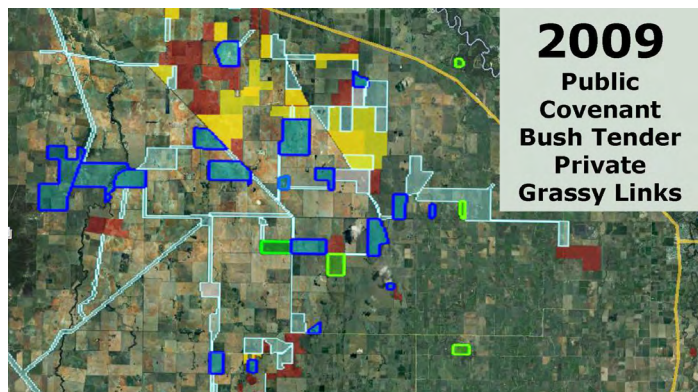 2009
Public
Covenant
Bush Tender
Private
Grassy Links